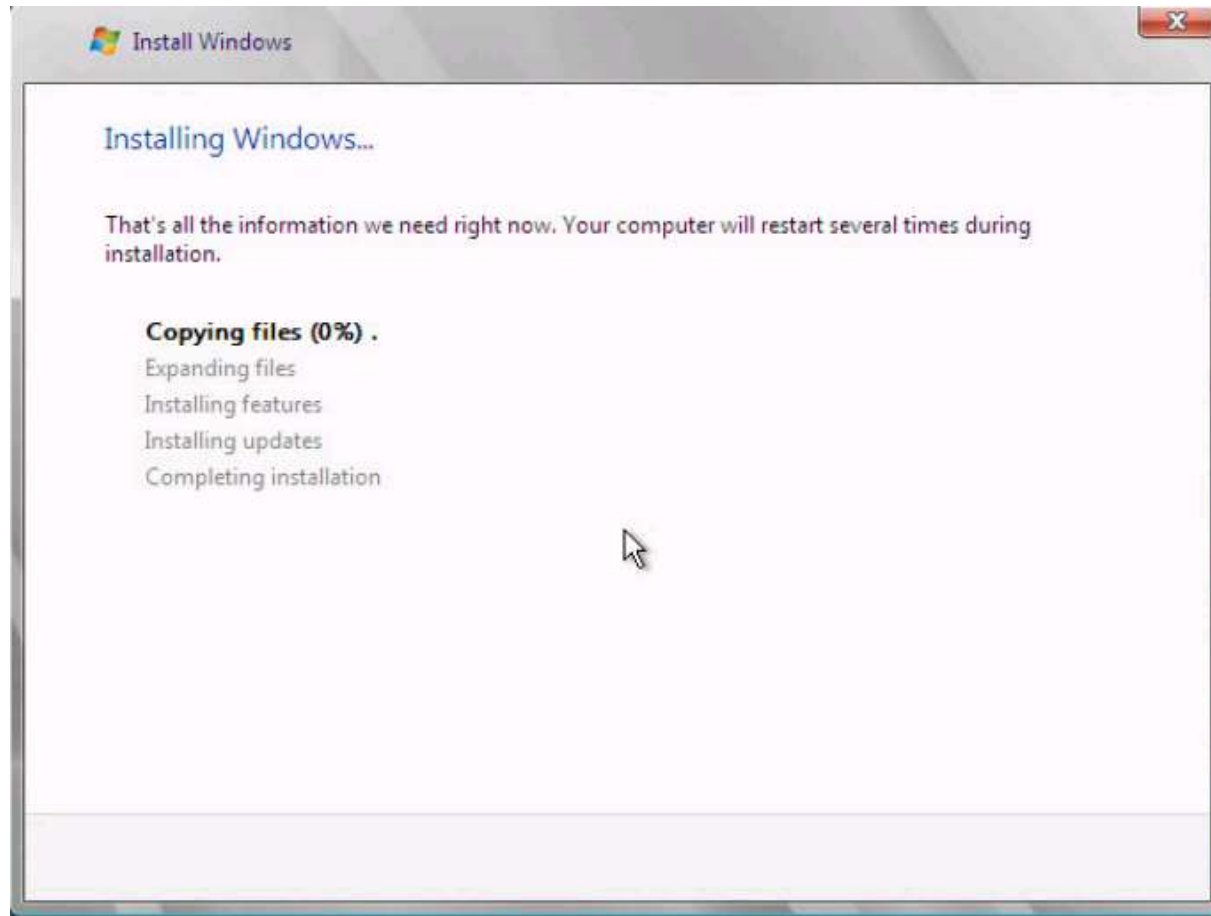 Install Windows
Installing Windows...
That's all the information we need right now. Your computer will restart several times during
installation.
Copying files (0%) .
Expanding files
Installing features
Installing updates
Completing installation